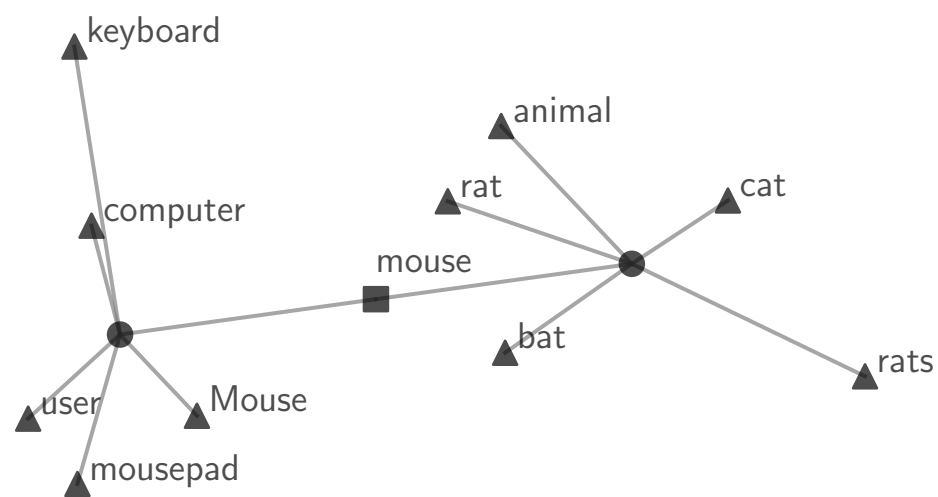 keyboard
animal
rat
cat
computer
mouse
bat
rats
user
Mouse
mousepad